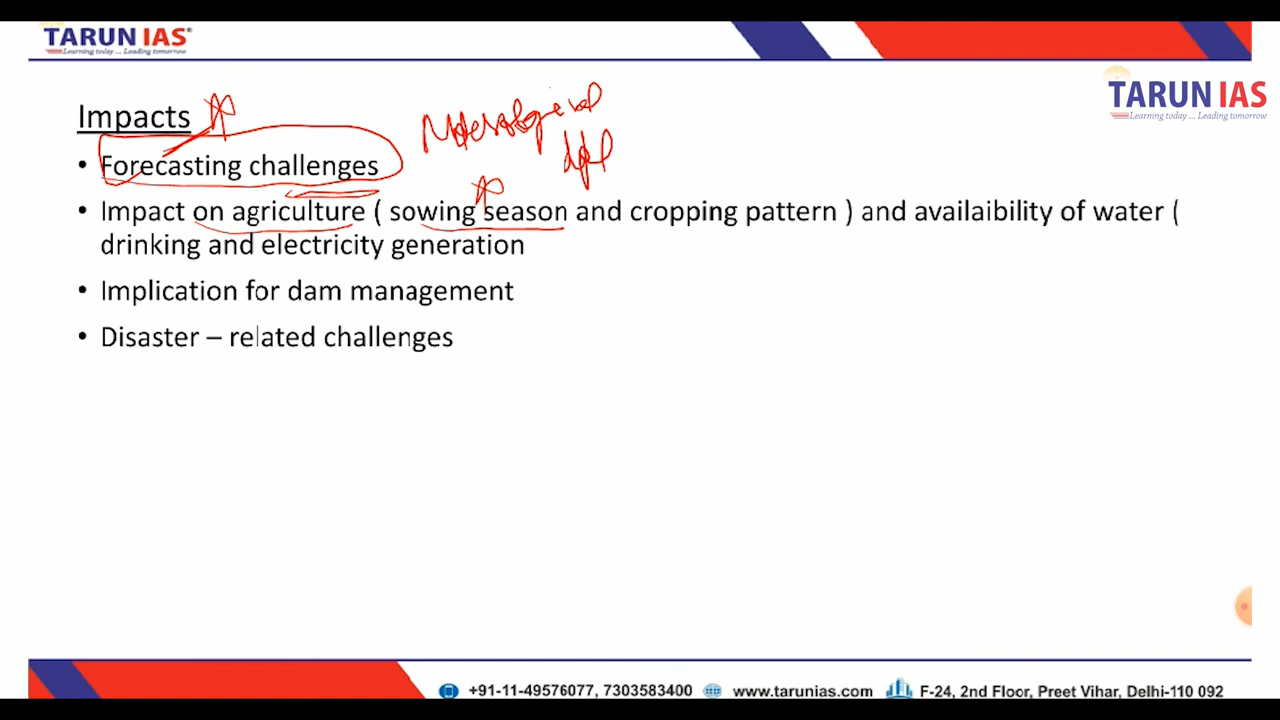 TARUN IAS
Learning today ... Leading tomorrow
TARUN IAS
Learning today ... Leading tomorrow
Impacts
• Forecasting challenges
• Impact on agriculture ( sowing season and cropping pattern ) and availaibility of water (
drinking and electricity generation
• Implication for dam management
• Disaster – related challenges
+91-11-49576077, 7303583400 www.tarunias.com F-24, 2nd Floor, Preet Vihar, Delhi-110 092